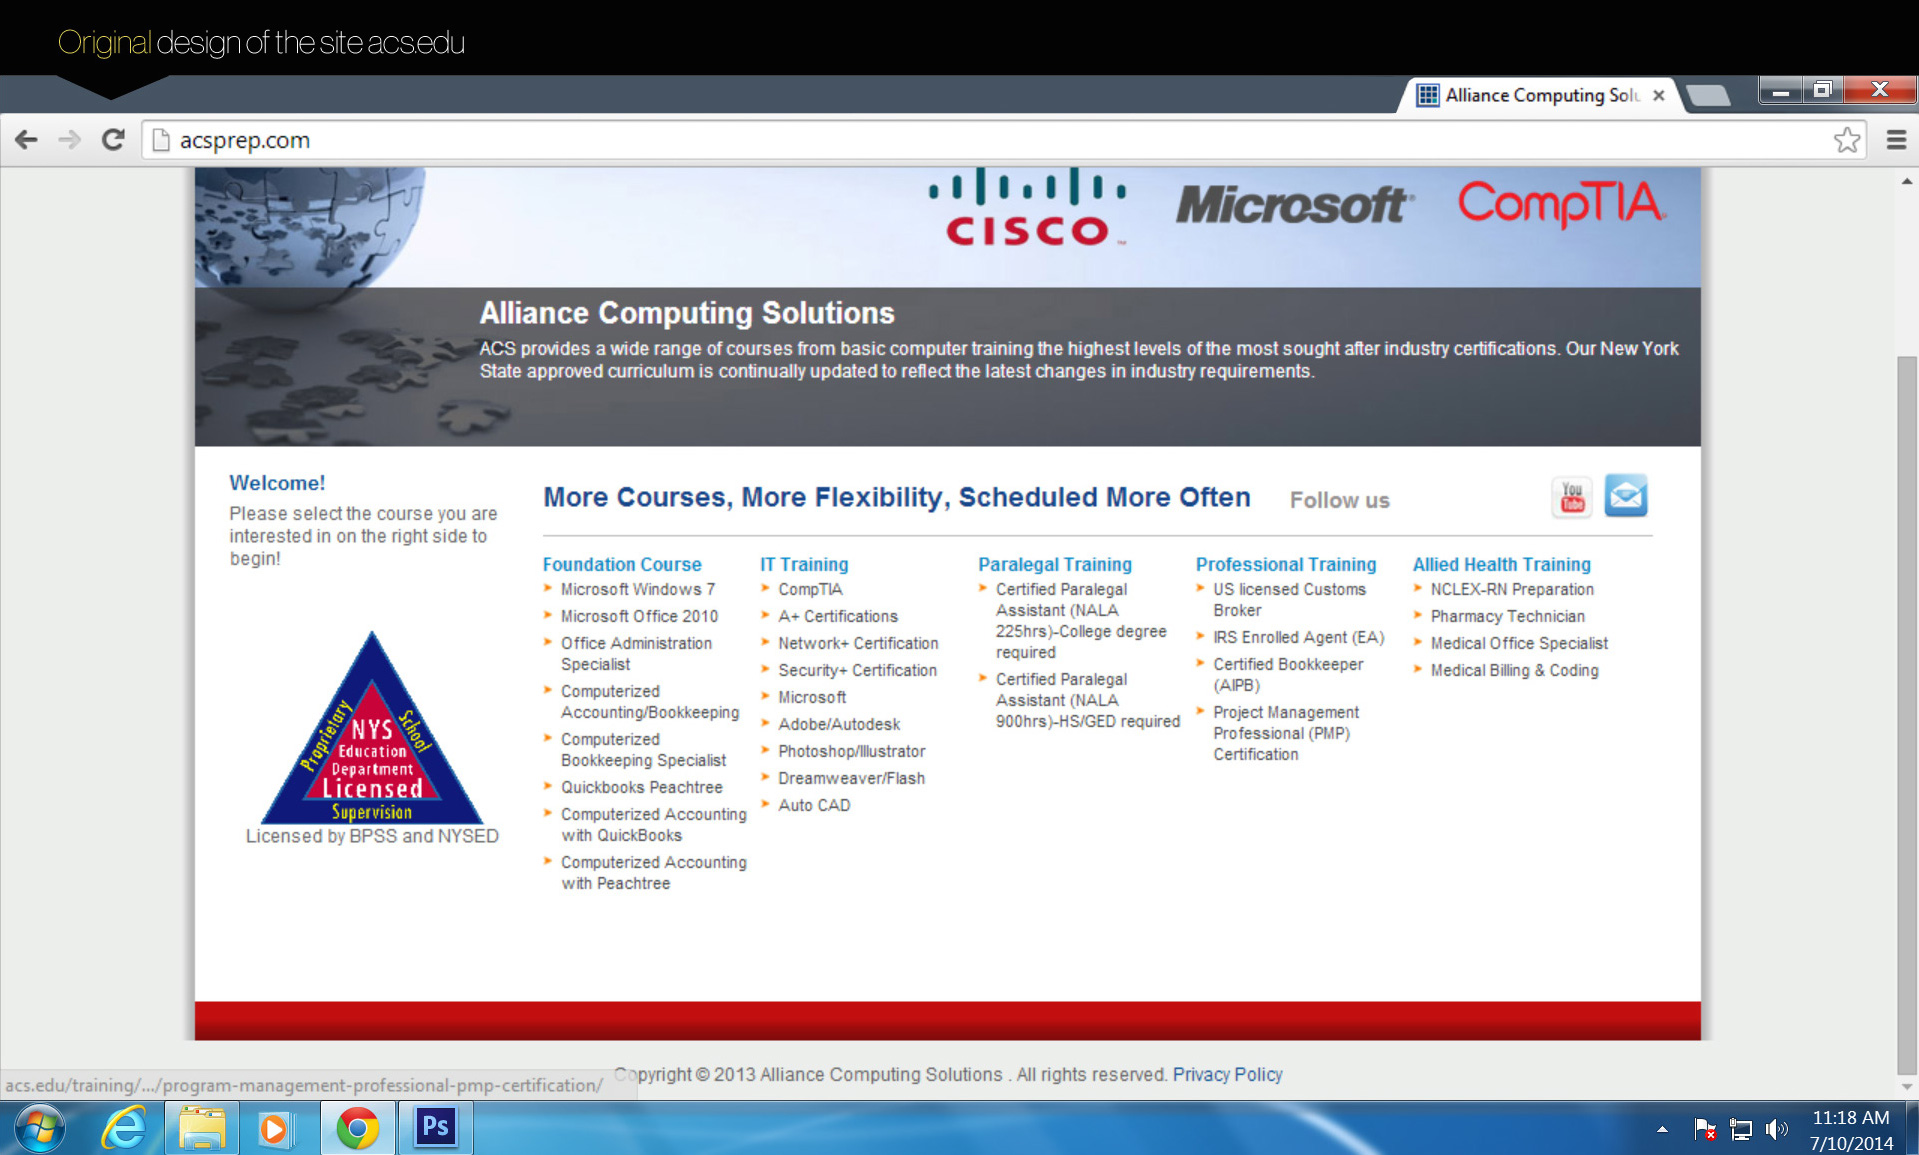 Original design of the site acs.edu
Alliance Computing Solu
acsprep.com
CISCO™
Microsoft®
CompTIA®
Alliance Computing Solutions
ACS provides a wide range of courses from basic computer training the highest levels of the most sought after industry certifications. Our New York
State approved curriculum is continually updated to reflect the latest changes in industry requirements.
Welcome!
Please select the course you are
interested in on the right side to
begin!
Proprietary School
NYS
Education
Department
Licensed
Supervision
Licensed by BPSS and NYSED
More Courses, More Flexibility, Scheduled More Often
Follow us
You
Tube
Foundation Course
Microsoft Windows 7
Microsoft Office 2010
Office Administration
Specialist
Computerized
Accounting/Bookkeeping
Computerized
Bookkeeping Specialist
Quickbooks Peachtree
Computerized Accounting
with QuickBooks
Computerized Accounting
with Peachtree
IT Training
CompTIA
A+ Certifications
Network+ Certification
Security+ Certification
Microsoft
Adobe/Autodesk
Photoshop/Illustrator
Dreamweaver/Flash
Auto CAD
Paralegal Training
Certified Paralegal
Assistant (NALA
225hrs)-College degree
required
Certified Paralegal
Assistant (NALA
900hrs)-HS/GED required
Professional Training
US licensed Customs
Broker
IRS Enrolled Agent (EA)
Certified Bookkeeper
(AIPB)
Project Management
Professional (PMP)
Certification
Allied Health Training
NCLEX-RN Preparation
Pharmacy Technician
Medical Office Specialist
Medical Billing & Coding
Copyright © 2013 Alliance Computing Solutions . All rights reserved. Privacy Policy
acs.edu/training/.../program-management-professional-pmp-certification/
Ps
11:18 AM
7/10/2014